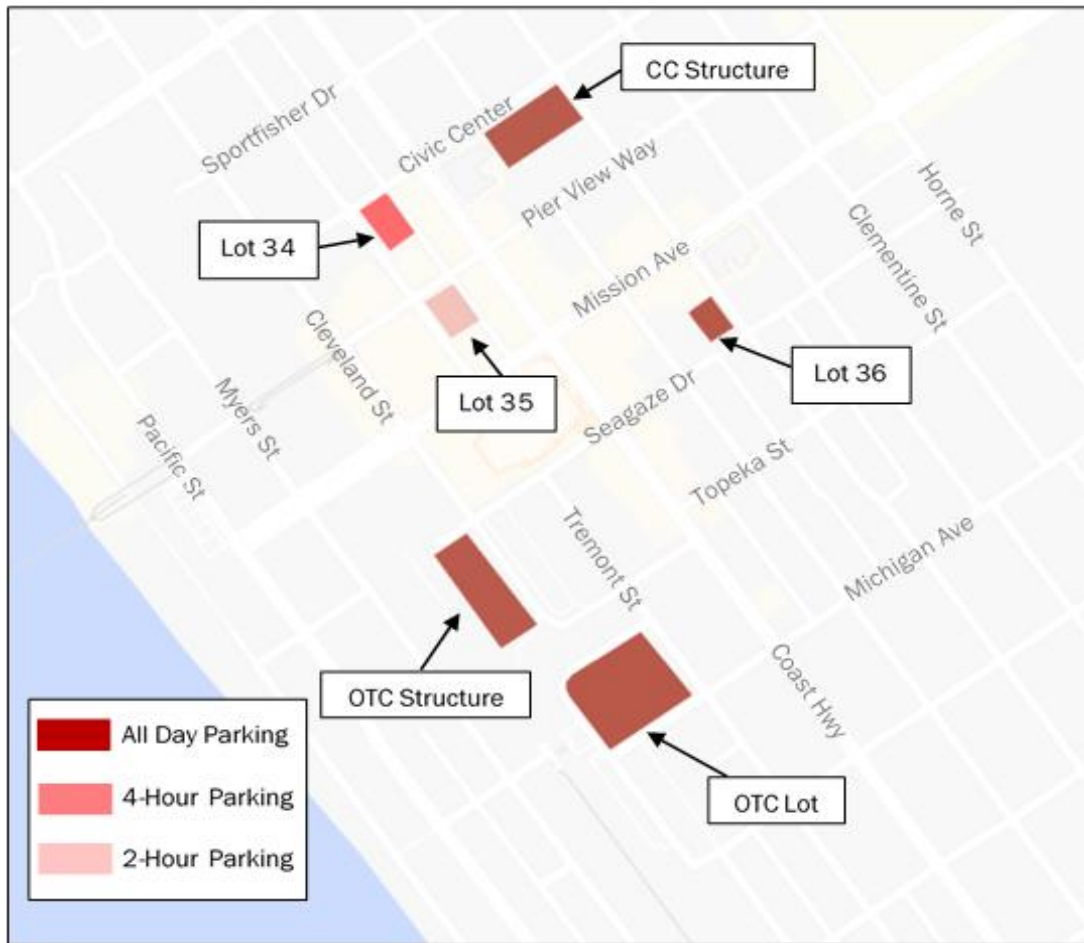 CC Structure
Sportfisher Dr
Civic Center
Pier View Way
Horne St
Lot 34
Clementine St
Mission Ave
Cleveland St
Lot 35
Lot 36
Myers St
Seagaze Dr
Pacific St
Topeka St
Tremont St
Michigan Ave
OTC Structure
Coast Hwy
OTC Lot
All Day Parking
4-Hour Parking
2-Hour Parking